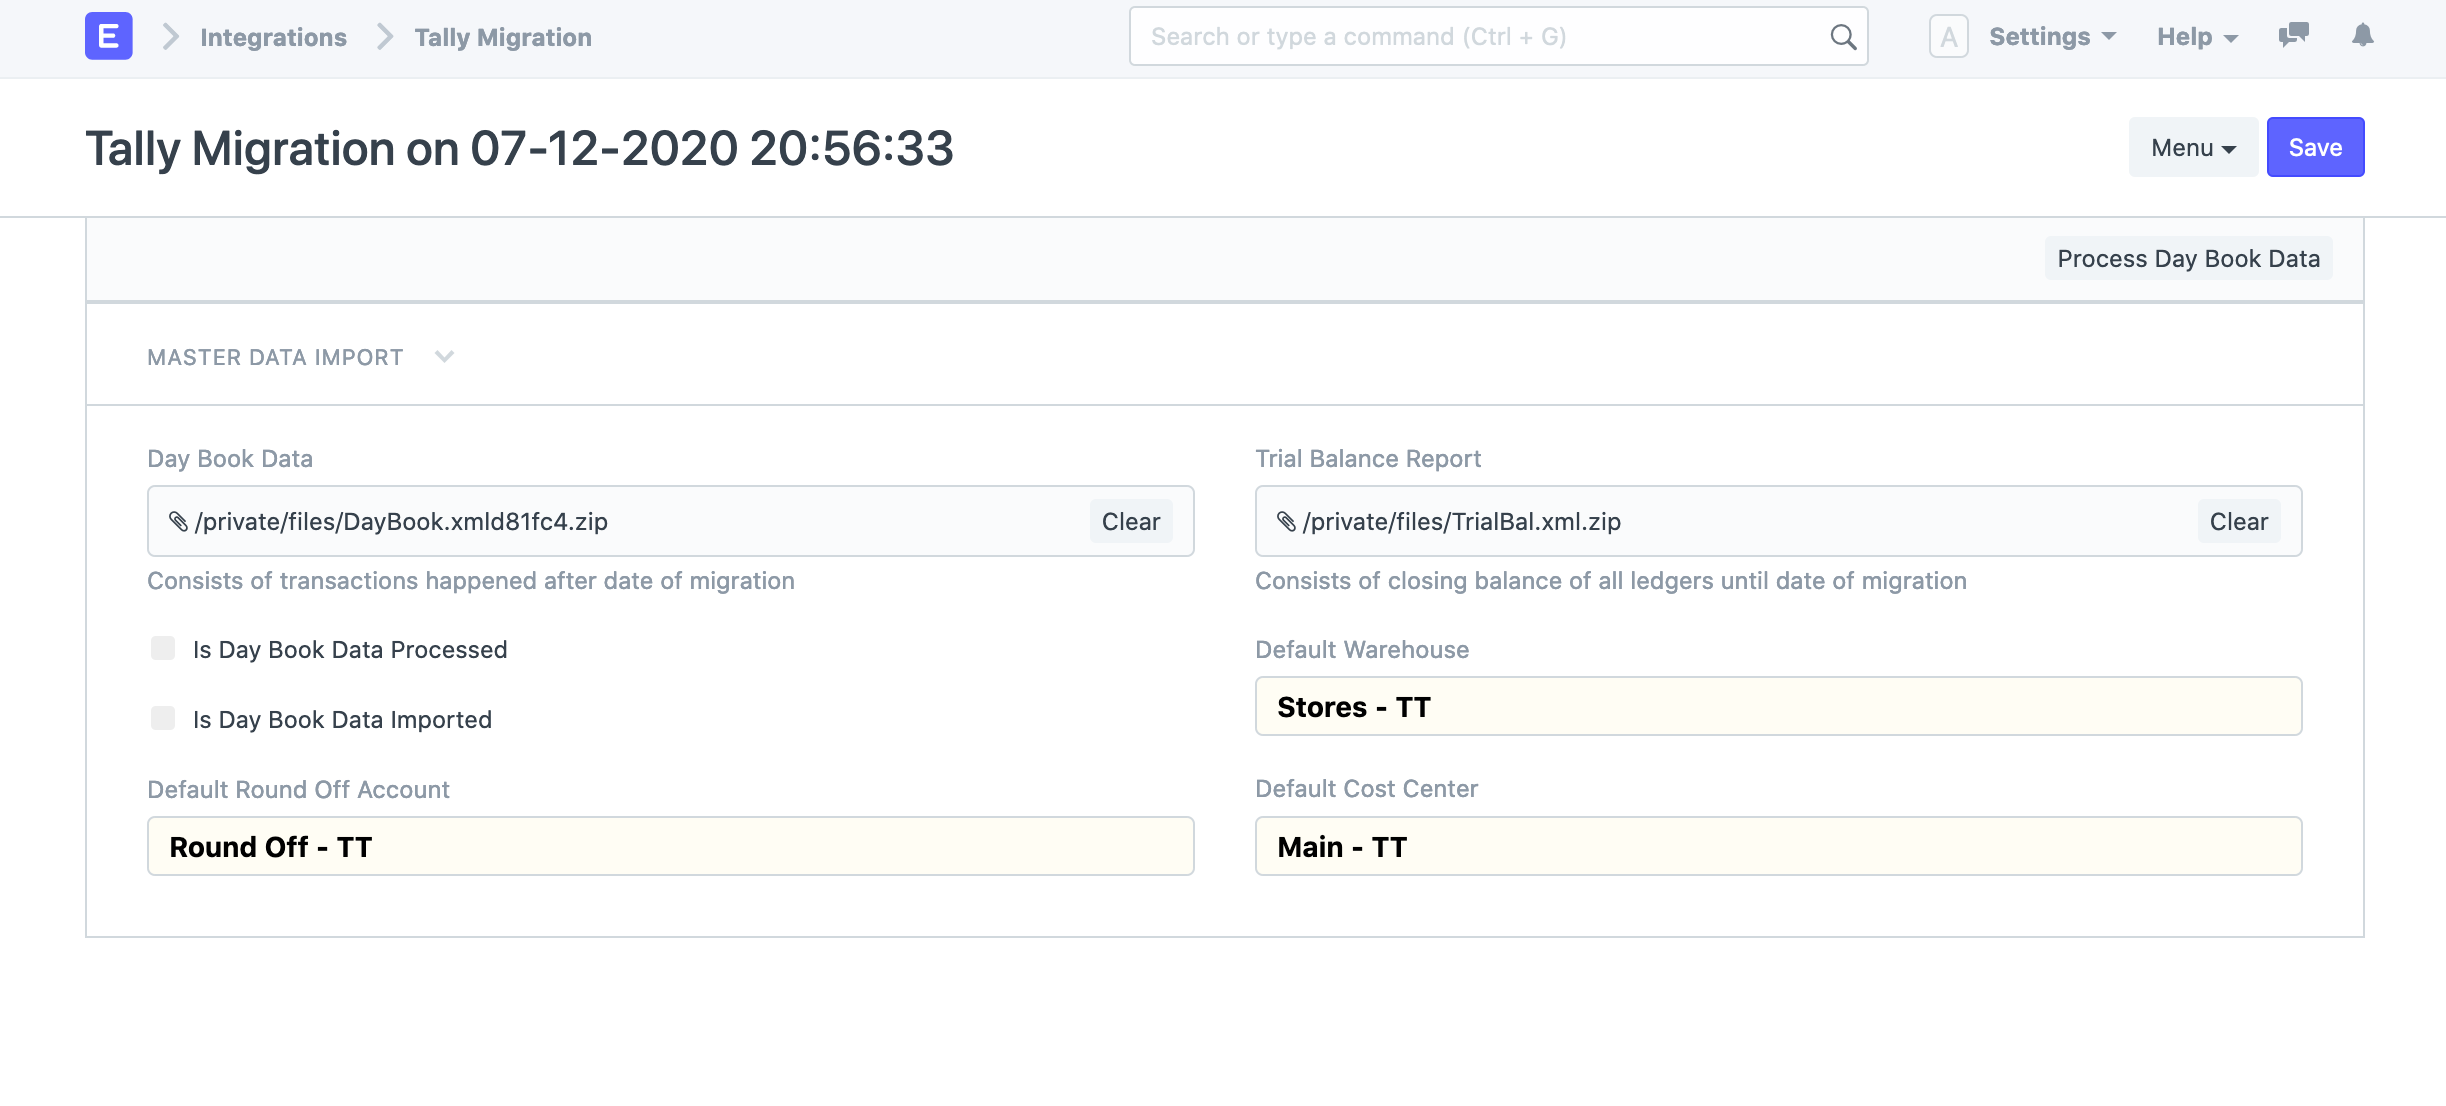 E Integrations Tally Migration Search or type a command (Ctrl + G) A Settings Help
Tally Migration on 07-12-2020 20:56:33 Menu Save
Process Day Book Data
MASTER DATA IMPORT
Day Book Data Trial Balance Report
/private/files/DayBook.xmld81fc4.zip Clear /private/files/TrialBal.xml.zip Clear
Consists of transactions happened after date of migration Consists of closing balance of all ledgers until date of migration
Is Day Book Data Processed Default Warehouse
Stores - TT
Is Day Book Data Imported
Default Round Off Account Default Cost Center
Round Off - TT Main - TT